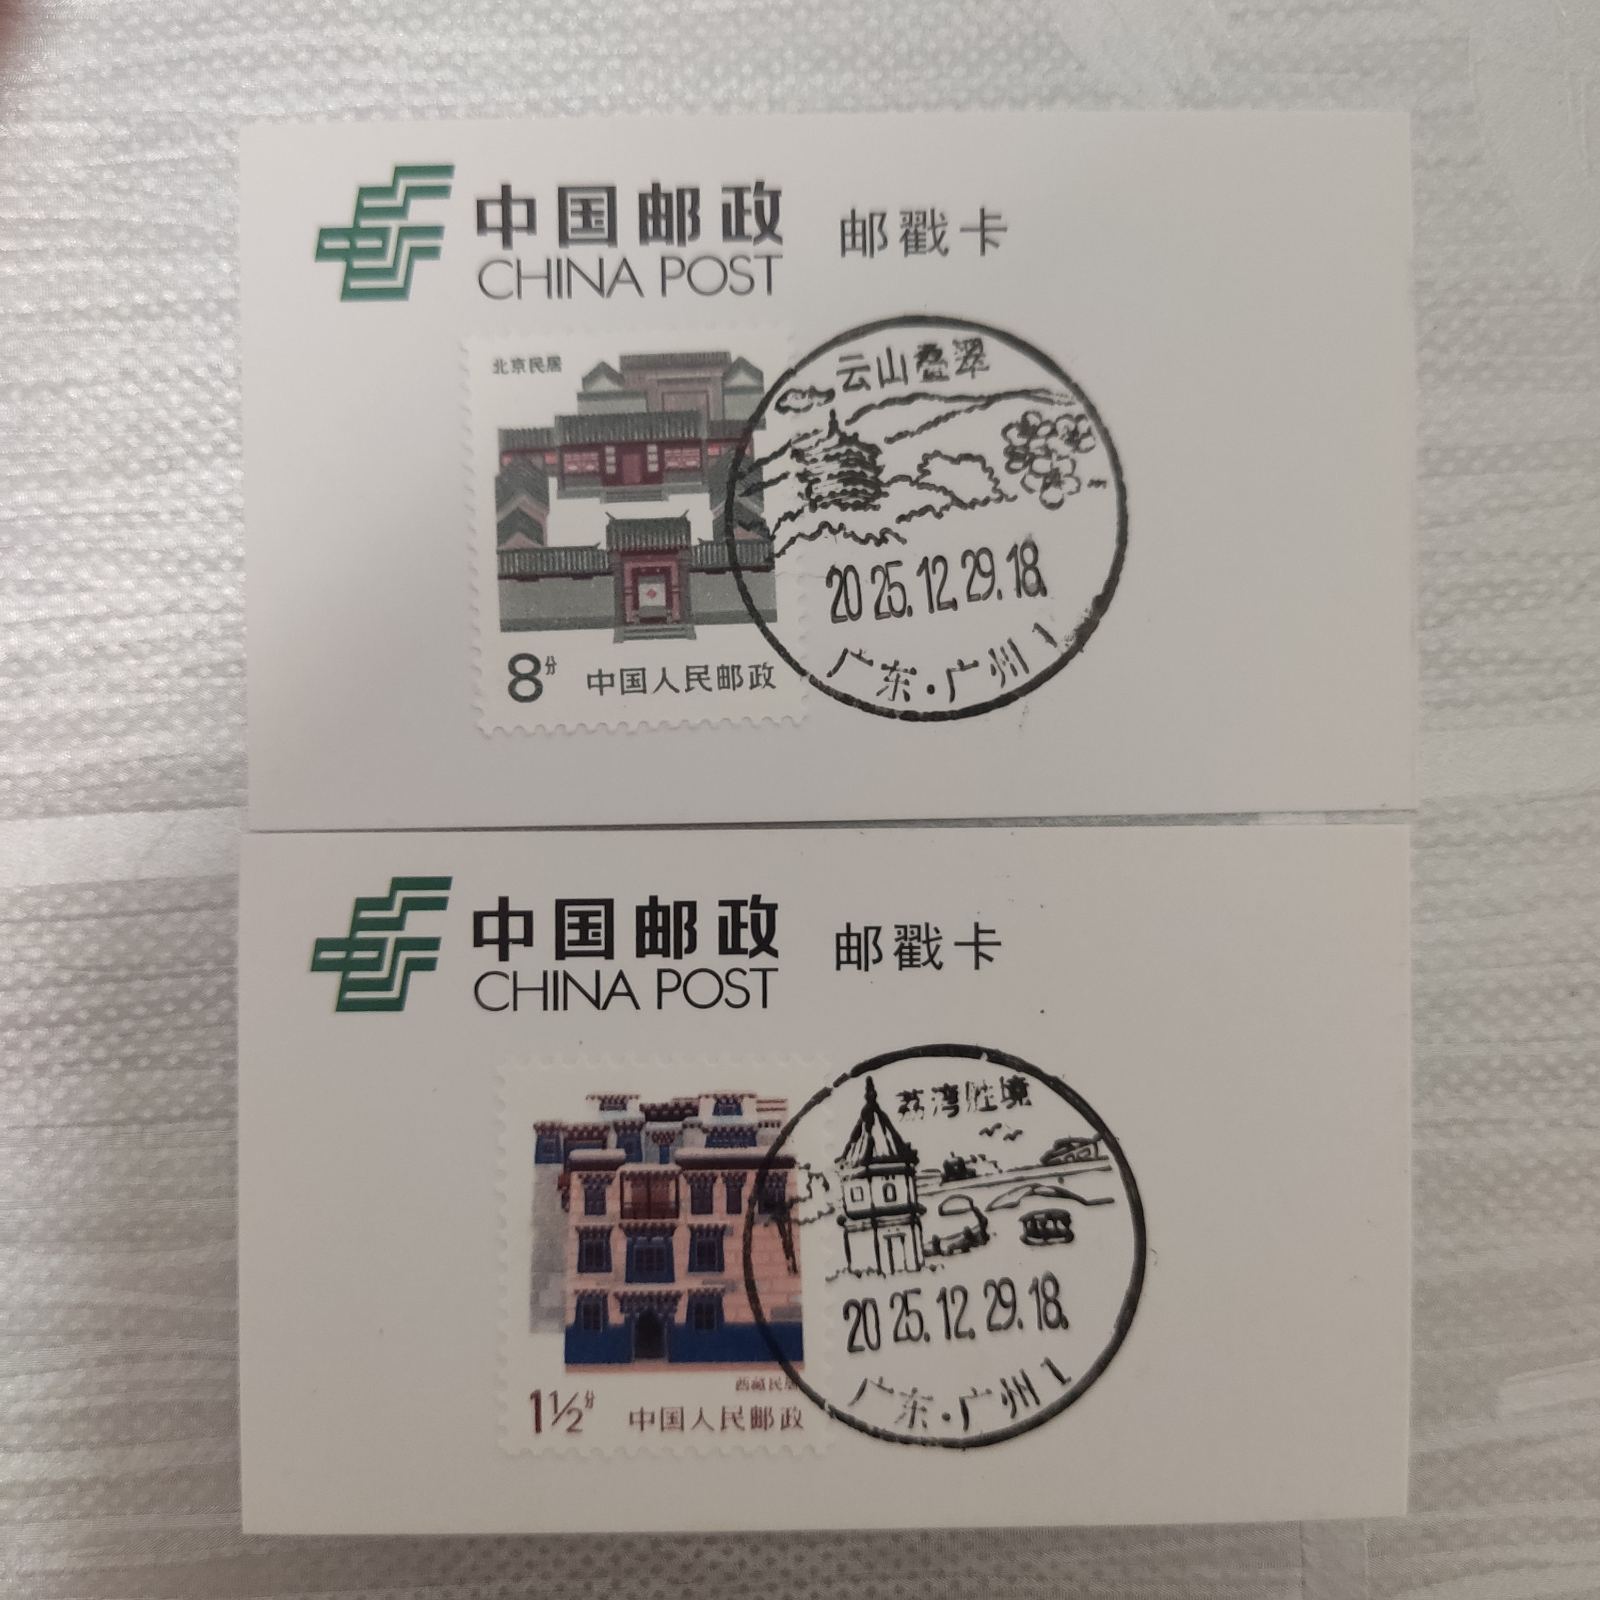 中国邮政 邮戳卡
CHINA POST
北京民居
云山叠翠
2025.12.29.18.
广东·广州 1
8分 中国人民邮政
中国邮政 邮戳卡
CHINA POST
荔湾胜境
2025.12.29.18.
广东·广州 1
西藏民居
1½分 中国人民邮政